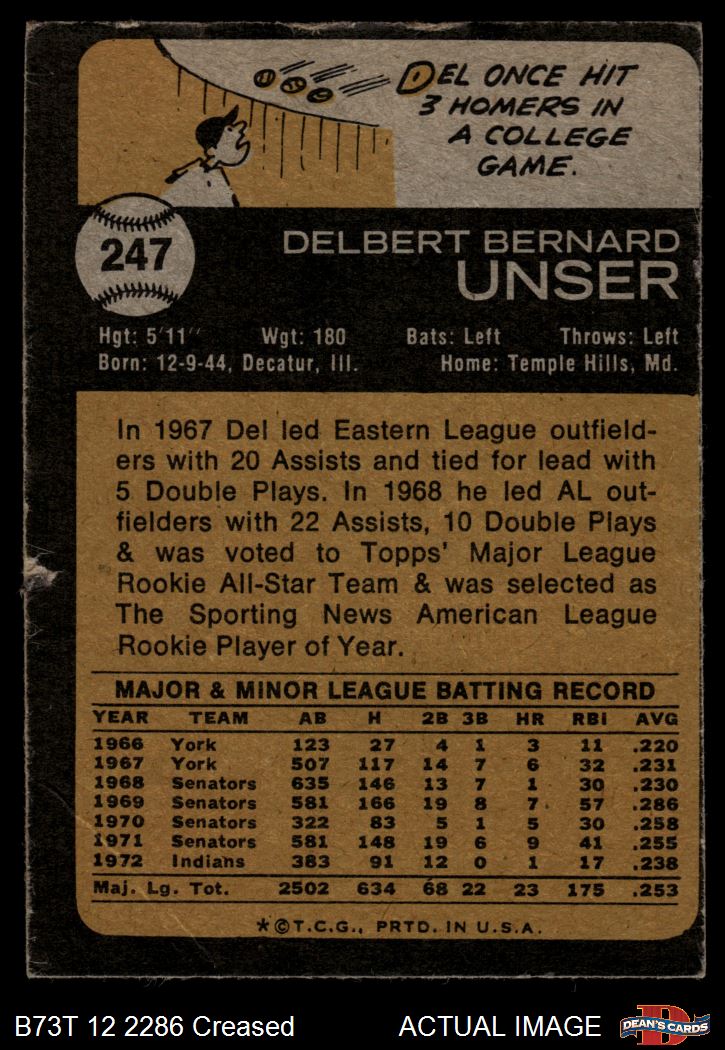 DEL ONCE HIT
3 HOMERS IN
A COLLEGE
GAME.
247
DELBERT BERNARD
UNSER
Hgt: 5'11" Wgt: 180 Bats: Left Throws: Left
Born: 12-9-44, Decatur, Ill. Home: Temple Hills, Md.
In 1967 Del led Eastern League outfield-
ers with 20 Assists and tied for lead with
5 Double Plays. In 1968 he led AL out-
fielders with 22 Assists, 10 Double Plays
& was voted to Topps' Major League
Rookie All-Star Team & was selected as
The Sporting News American League
Rookie Player of Year.
MAJOR & MINOR LEAGUE BATTING RECORD
YEAR TEAM AB H 2B 3B HR RBI AVG
1966 York 123 27 4 1 3 11 .220
1967 York 507 117 14 7 6 32 .231
1968 Senators 635 146 13 7 1 30 .230
1969 Senators 581 166 19 8 7 57 .286
1970 Senators 322 83 5 1 5 30 .258
1971 Senators 581 148 19 6 9 41 .255
1972 Indians 383 91 12 0 1 17 .238
Maj. Lg. Tot. 2502 634 68 22 23 175 .253
*©T.C.G., PRTD. IN U.S.A.
B73T 12 2286 Creased ACTUAL IMAGE DEAN'S CARDS